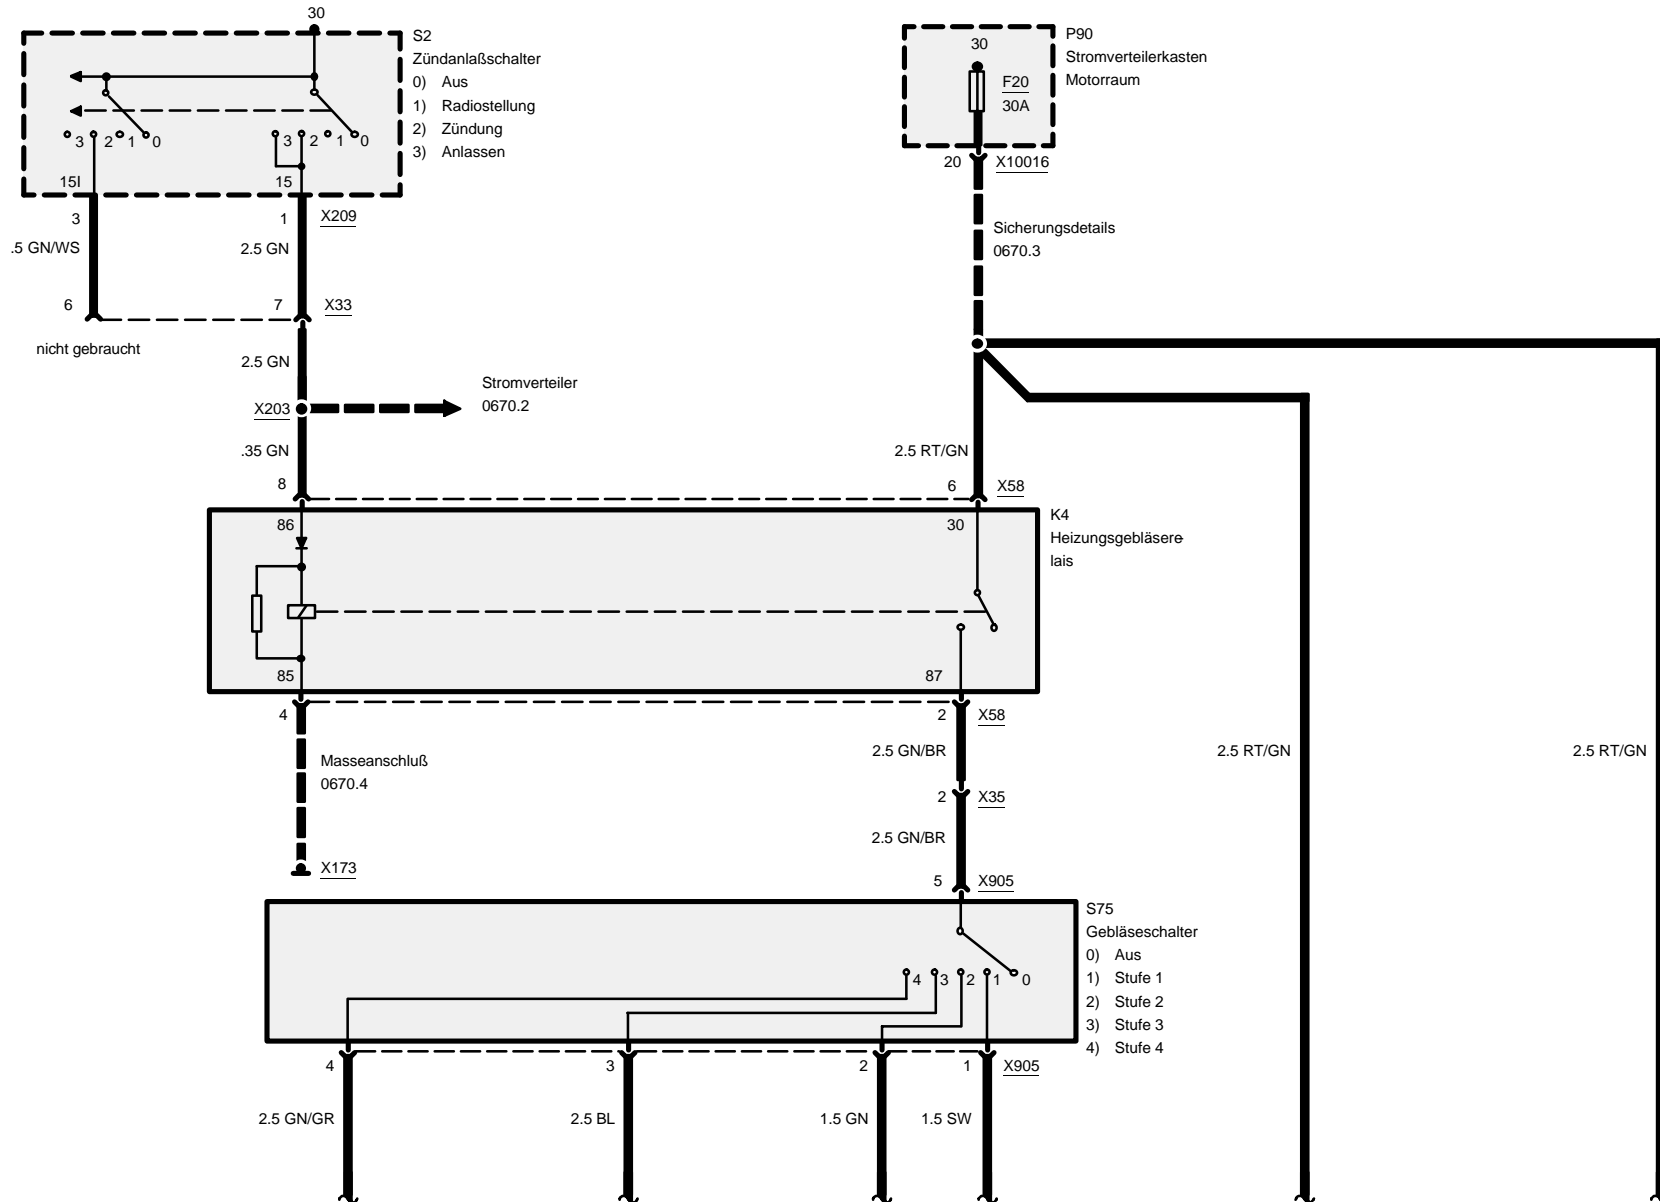 30
S2
Zündanlaßschalter
0) Aus
1) Radiostellung
2) Zündung
3) Anlassen
3 2 1 0
3 2 1 0
15I
15
3
1
X209
.5 GN/WS
2.5 GN
6
7
X33
nicht gebraucht
2.5 GN
Stromverteiler
0670.2
X203
.35 GN
8
P90
Stromverteilerkasten
Motorraum
30
F20
30A
20
X10016
Sicherungsdetails
0670.3
2.5 RT/GN
6
X58
86
30
K4
Heizungsgebläsere-
lais
85
87
4
2
X58
Masseanschluß
0670.4
X173
2.5 GN/BR
2.5 RT/GN
2.5 RT/GN
2
X35
2.5 GN/BR
5
X905
S75
Gebläseschalter
0) Aus
1) Stufe 1
2) Stufe 2
3) Stufe 3
4) Stufe 4
4 3 2 1 0
4
3
2
1
X905
2.5 GN/GR
2.5 BL
1.5 GN
1.5 SW